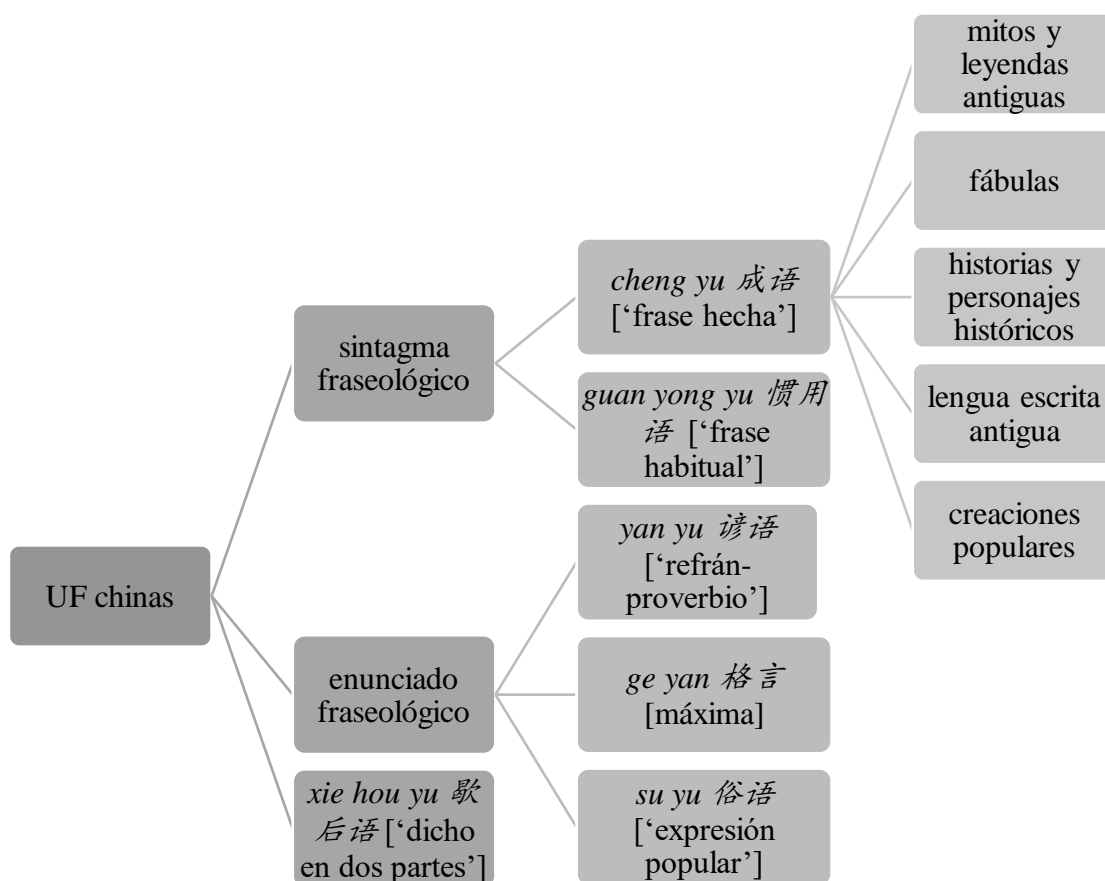 mitos y
leyendas
antiguas
fábulas
historias y
personajes
históricos
lengua escrita
antigua
creaciones
populares
cheng yu 成语
[‘frase hecha’]
guan yong yu 惯用
语 [‘frase
habitual’]
sintagma
fraseológico
yan yu 谚语
[‘refrán-
proverbio’]
ge yan 格言
[máxima]
su yu 俗语
[‘expresión
popular’]
UF chinas
enunciado
fraseológico
xie hou yu 歇
后语 [‘dicho
en dos partes’]